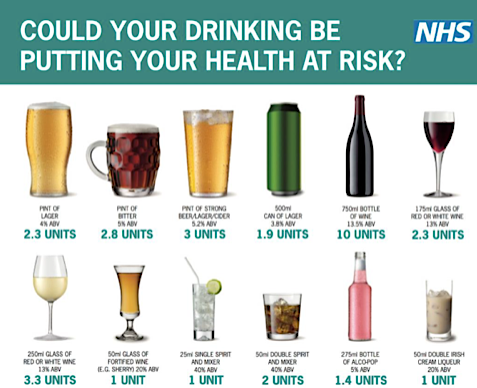 COULD YOUR DRINKING BE
PUTTING YOUR HEALTH AT RISK?
NHS
PINT OF
LAGER
4% ABV
2.3 UNITS
PINT OF
BITTER
5% ABV
2.8 UNITS
PINT OF STRONG
BEER/LAGER/CIDER
5.2% ABV
3 UNITS
500ml
CAN OF LAGER
3.8% ABV
1.9 UNITS
750ml BOTTLE
OF WINE
13.5% ABV
10 UNITS
175ml GLASS OF
RED OR WHITE WINE
13% ABV
2.3 UNITS
250ml GLASS OF
RED OR WHITE WINE
13% ABV
3.3 UNITS
50ml GLASS OF
FORTIFIED WINE
(E.G. SHERRY) 20% ABV
1 UNIT
25ml SINGLE SPIRIT
AND MIXER
40% ABV
1 UNIT
50ml DOUBLE SPIRIT
AND MIXER
40% ABV
2 UNITS
275ml BOTTLE
OF ALCO-POP
5% ABV
1.4 UNITS
50ml DOUBLE IRISH
CREAM LIQUEUR
20% ABV
1 UNIT